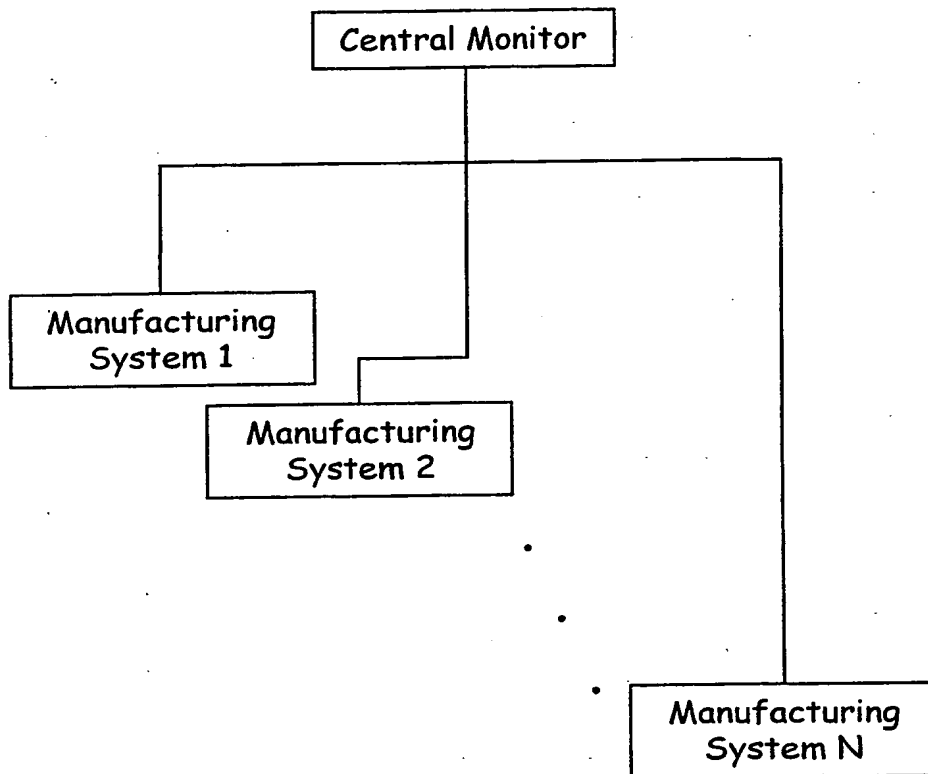 Central Monitor
Manufacturing
System 1
Manufacturing
System 2
Manufacturing
System N